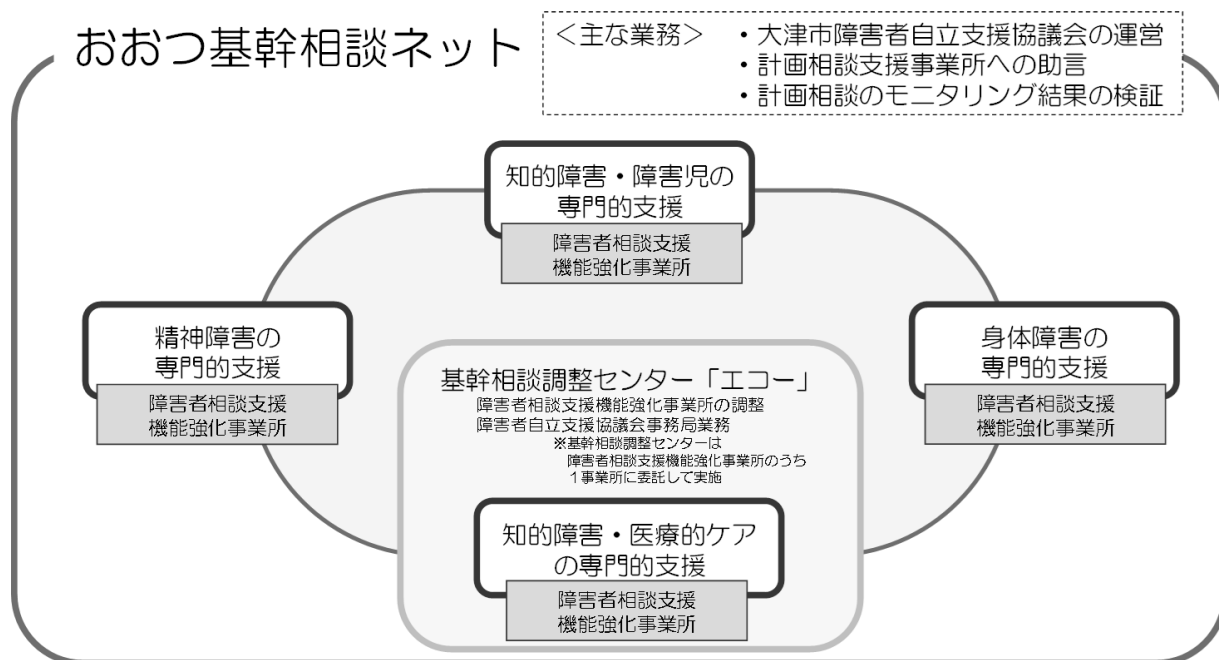 おおつ基幹相談ネット
＜主な業務＞ ・大津市障害者自立支援協議会の運営
・計画相談支援事業所への助言
・計画相談のモニタリング結果の検証
知的障害・障害児の
専門的支援
障害者相談支援
機能強化事業所
精神障害の
専門的支援
障害者相談支援
機能強化事業所
身体障害の
専門的支援
障害者相談支援
機能強化事業所
基幹相談調整センター「エコー」
障害者相談支援機能強化事業所の調整
障害者自立支援協議会事務局業務
※基幹相談調整センターは
障害者相談支援機能強化事業所のうち
１事業所に委託して実施
知的障害・医療的ケア
の専門的支援
障害者相談支援
機能強化事業所